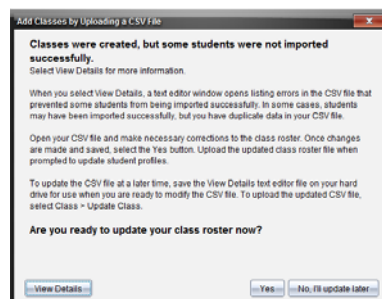 Add Classes by Uploading a CSV File
Classes were created, but some students were not imported
successfully.
Select View Details for more information.
When you select View Details, a text editor window opens listing errors in the CSV file that
prevented some students from being imported successfully. In some cases, students
may have been imported successfully, but you have duplicate data in your CSV file.
Open your CSV file and make necessary corrections to the class roster. Once changes
are made and saved, select the Yes button. Upload the updated class roster file when
prompted to update student profiles.
To update the CSV file at a later time, save the View Details text editor file on your hard
drive for use when you are ready to modify the CSV file. To upload the updated CSV file,
select Class > Update Class.
Are you ready to update your class roster now?
View Details
Yes
No, I'll update later